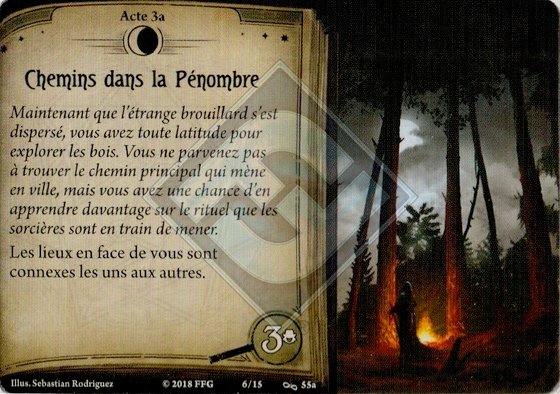 Acte 3a
Chemins dans la Pénombre
Maintenant que l'étrange brouillard s'est
dispersé, vous avez toute latitude pour
explorer les bois. Vous ne parvenez pas
à trouver le chemin principal qui mène
en ville, mais vous avez une chance d'en
apprendre davantage sur le rituel que les
sorcières sont en train de mener.
Les lieux en face de vous sont
connexes les uns aux autres.
3
Illus. Sebastian Rodriguez © 2018 FFG 6/15 55a